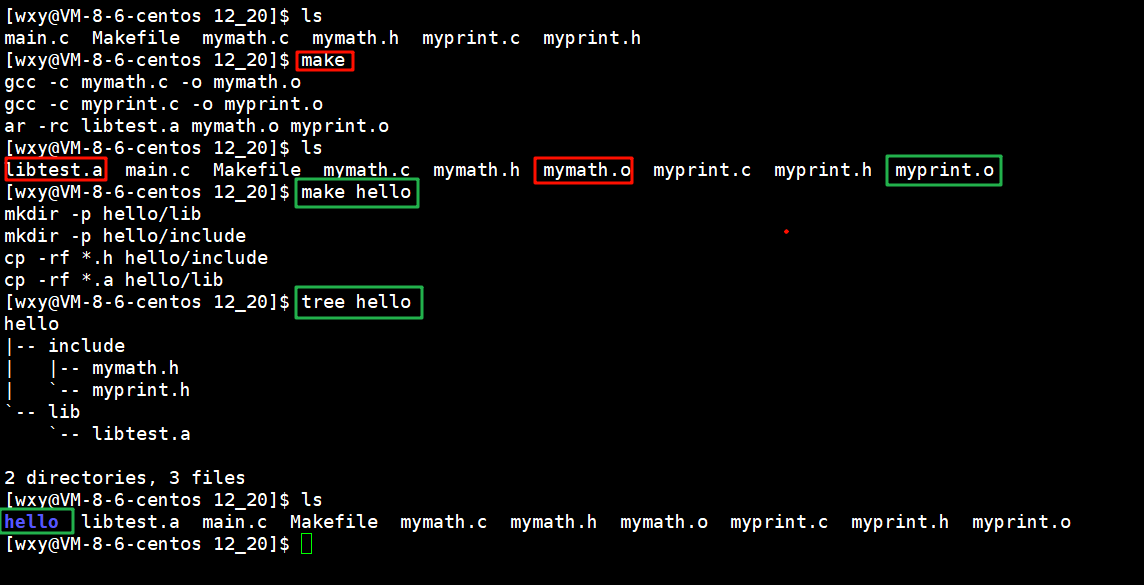 [wxy@VM-8-6-centos 12_20]$ ls
main.c  Makefile  mymath.c  mymath.h  myprint.c  myprint.h
[wxy@VM-8-6-centos 12_20]$ make
gcc -c mymath.c -o mymath.o
gcc -c myprint.c -o myprint.o
ar -rc libtest.a mymath.o myprint.o
[wxy@VM-8-6-centos 12_20]$ ls
libtest.a  main.c  Makefile  mymath.c  mymath.h  mymath.o  myprint.c  myprint.h  myprint.o
[wxy@VM-8-6-centos 12_20]$ make hello
mkdir -p hello/lib
mkdir -p hello/include
cp -rf *.h hello/include
cp -rf *.a hello/lib
[wxy@VM-8-6-centos 12_20]$ tree hello
hello
|-- include
|   |-- mymath.h
|   `-- myprint.h
`-- lib
    `-- libtest.a

2 directories, 3 files
[wxy@VM-8-6-centos 12_20]$ ls
hello  libtest.a  main.c  Makefile  mymath.c  mymath.h  mymath.o  myprint.c  myprint.h  myprint.o
[wxy@VM-8-6-centos 12_20]$